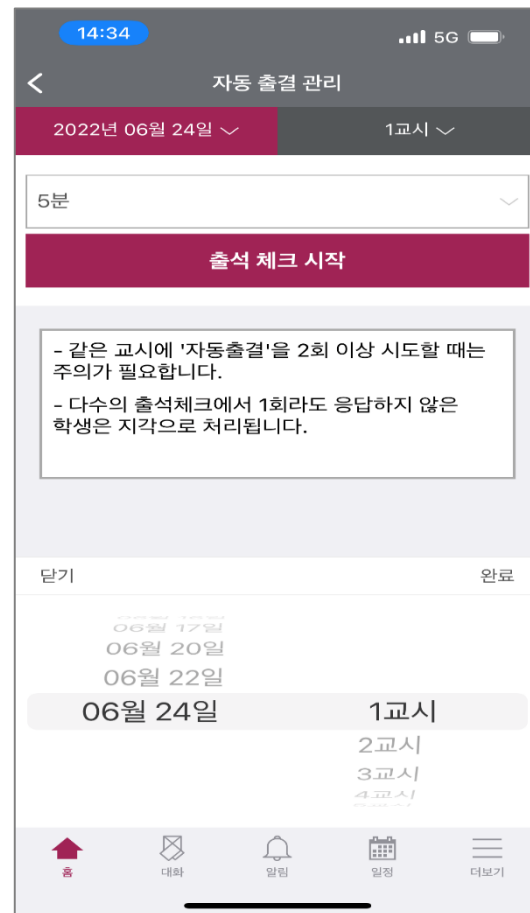 14:34
5G
자동 출결 관리
2022년 06월 24일
1교시
5분
출석 체크 시작
- 같은 교시에 '자동출결'을 2회 이상 시도할 때는
주의가 필요합니다.
- 다수의 출석체크에서 1회라도 응답하지 않은
학생은 지각으로 처리됩니다.
닫기 완료
06월 17일
06월 20일
06월 22일
06월 24일 1교시
2교시
3교시
4교시
홈 대화 알림 일정 더보기